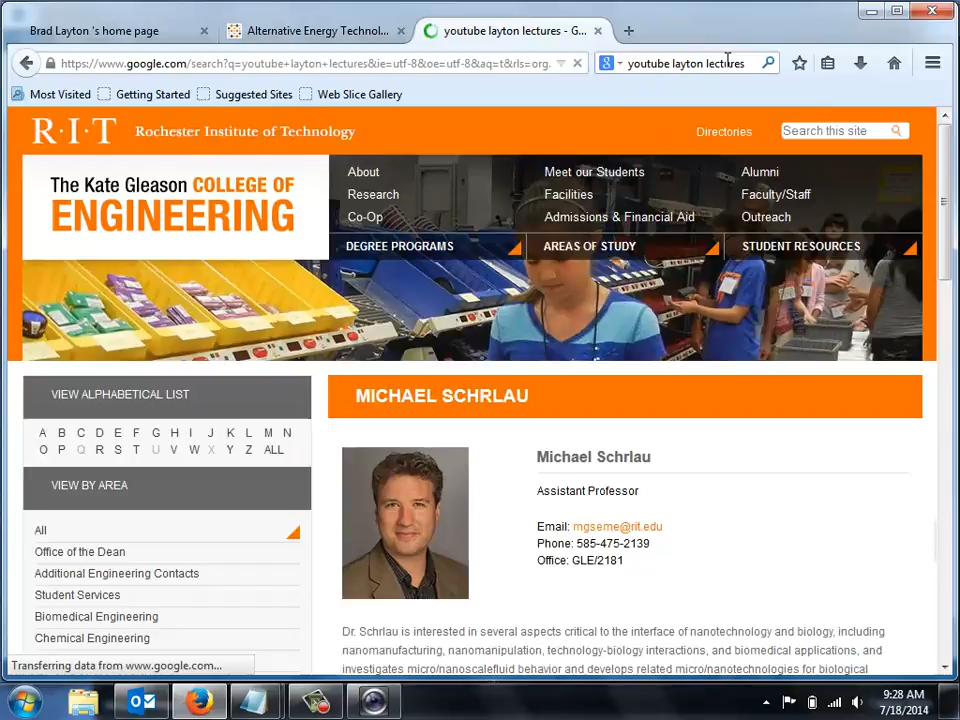 Brad Layton 's home page
Alternative Energy Technol...
youtube layton lectures - G...
https://www.google.com/search?q=youtube+layton+lectures&ie=utf-8&oe=utf-8&aq=t&rls=org.
youtube layton lectures
Most Visited
Getting Started
Suggested Sites
Web Slice Gallery
R·I·T Rochester Institute of Technology
Directories
Search this site
The Kate Gleason COLLEGE OF
ENGINEERING
About
Meet our Students
Alumni
Research
Facilities
Faculty/Staff
Co-Op
Admissions & Financial Aid
Outreach
DEGREE PROGRAMS
AREAS OF STUDY
STUDENT RESOURCES
VIEW ALPHABETICAL LIST
A B C D E F G H I J K L M N
O P Q R S T U V W X Y Z ALL
VIEW BY AREA
All
Office of the Dean
Additional Engineering Contacts
Student Services
Biomedical Engineering
Chemical Engineering
MICHAEL SCHRLAU
Michael Schrlau
Assistant Professor
Email: mgseme@rit.edu
Phone: 585-475-2139
Office: GLE/2181
Dr. Schrlau is interested in several aspects critical to the interface of nanotechnology and biology, including
nanomanufacturing, nanomanipulation, technology-biology interactions, and biomedical applications, and
investigates micro/nanoscalefluid behavior and develops related micro/nanotechnologies for biological
Transferring data from www.google.com...
9:28 AM
7/18/2014